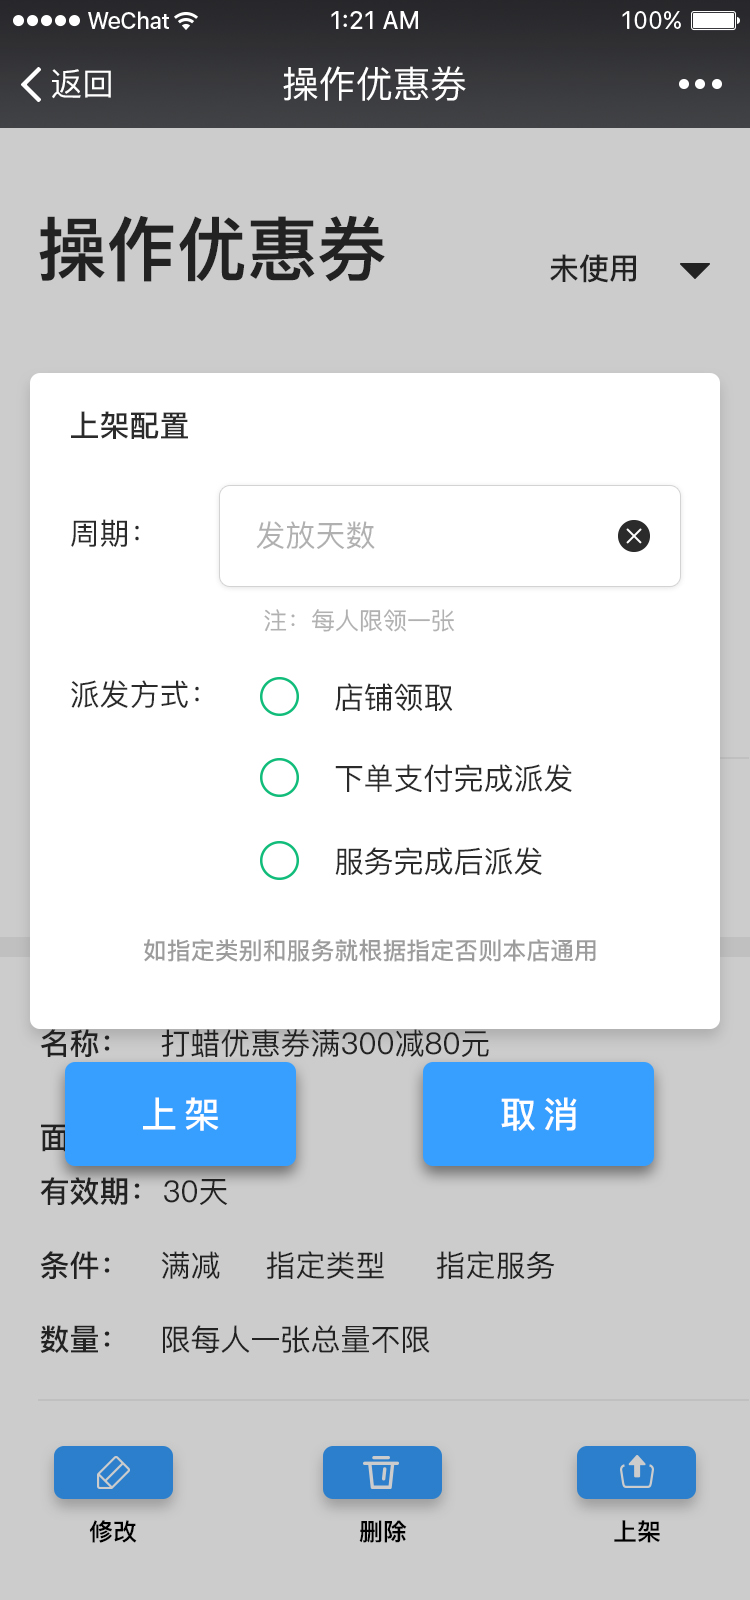 WeChat 1:21 AM 100%
返回 操作优惠券
操作优惠券
未使用
上架配置
周期：
发放天数
注：每人限领一张
派发方式：
店铺领取
下单支付完成派发
服务完成后派发
如指定类别和服务就根据指定否则本店通用
名称： 打蜡优惠券满300减80元
上架 取消
面
有效期： 30天
条件： 满减 指定类型 指定服务
数量： 限每人一张总量不限
修改 删除 上架